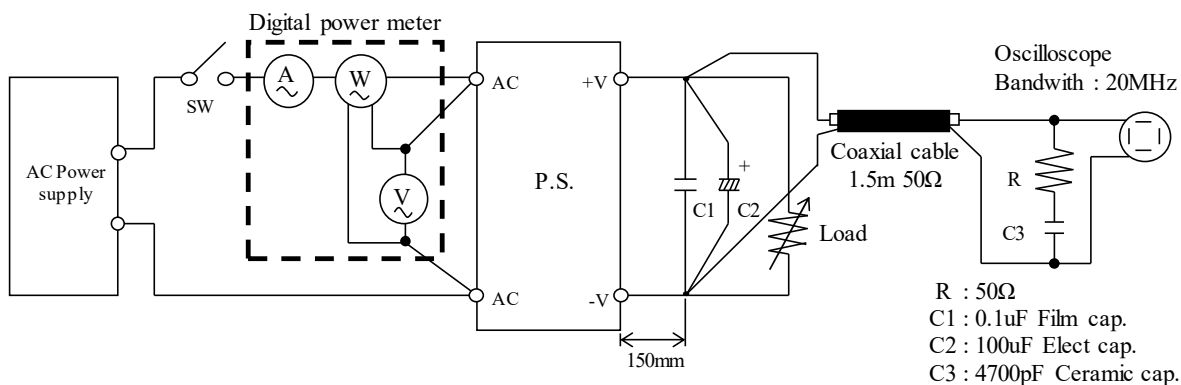 Digital power meter
Oscilloscope
Bandwith : 20MHz
A
W
AC
+V
SW
AC Power
supply
V
P.S.
C1
+
C2
Load
Coaxial cable
1.5m 50Ω
R
C3
AC
-V
150mm
R : 50Ω
C1 : 0.1uF Film cap.
C2 : 100uF Elect cap.
C3 : 4700pF Ceramic cap.